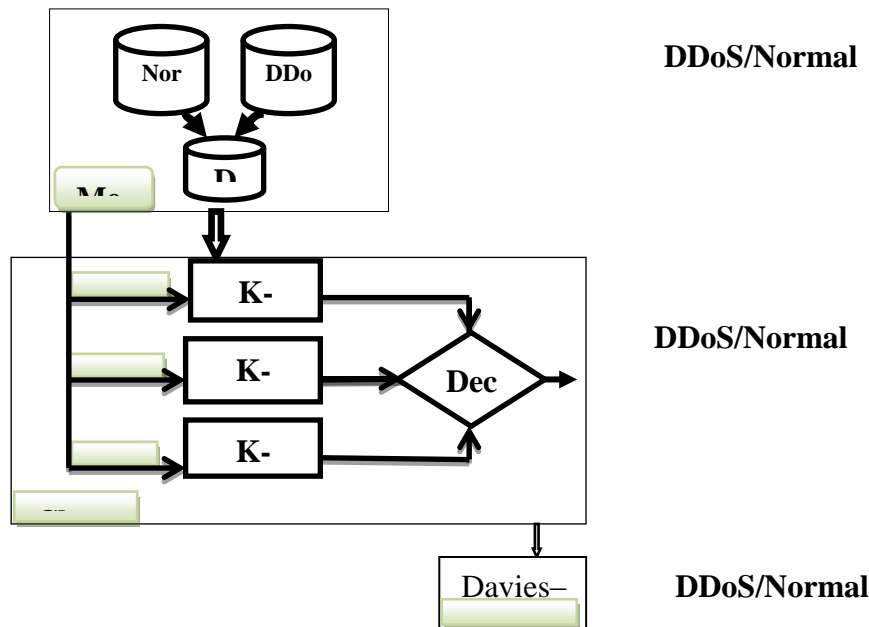 Nor
DDo
DDoS/Normal
D
K-
K-
Dec
DDoS/Normal
K-
Davies–
DDoS/Normal